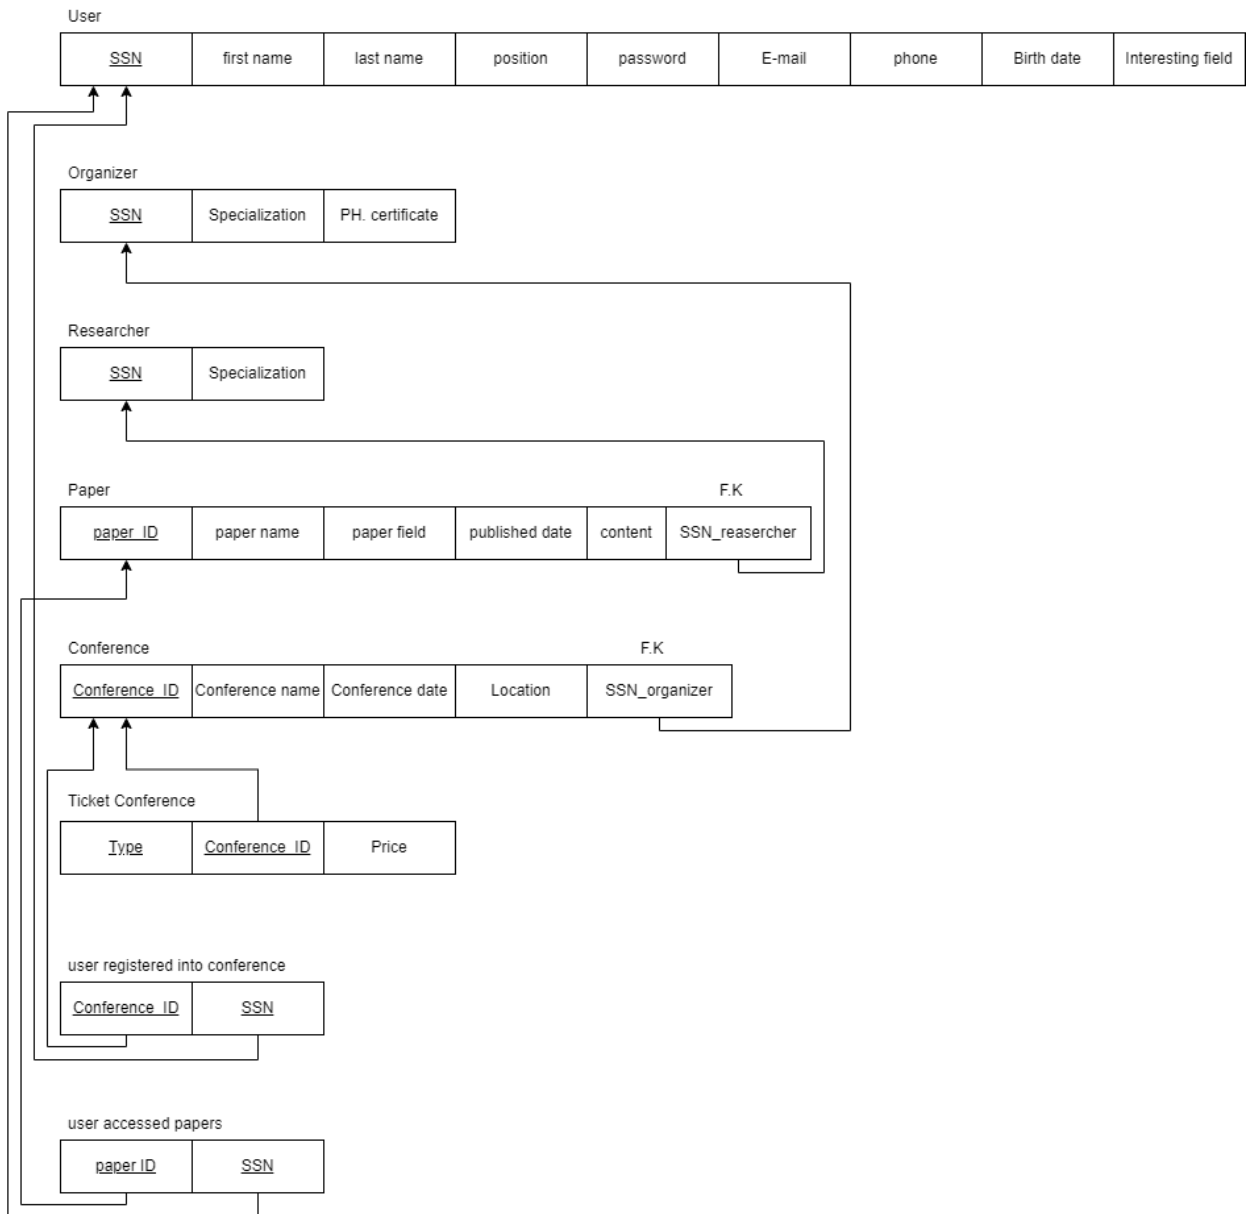 User
SSN first name last name position password E-mail phone Birth date Interesting field
Organizer
SSN Specialization PH. certificate
Researcher
SSN Specialization
Paper F.K
paper_ID paper name paper field published date content SSN_reasercher
Conference F.K
Conference_ID Conference name Conference date Location SSN_organizer
Ticket Conference
Type Conference_ID Price
user registered into conference
Conference_ID SSN
user accessed papers
paper ID SSN